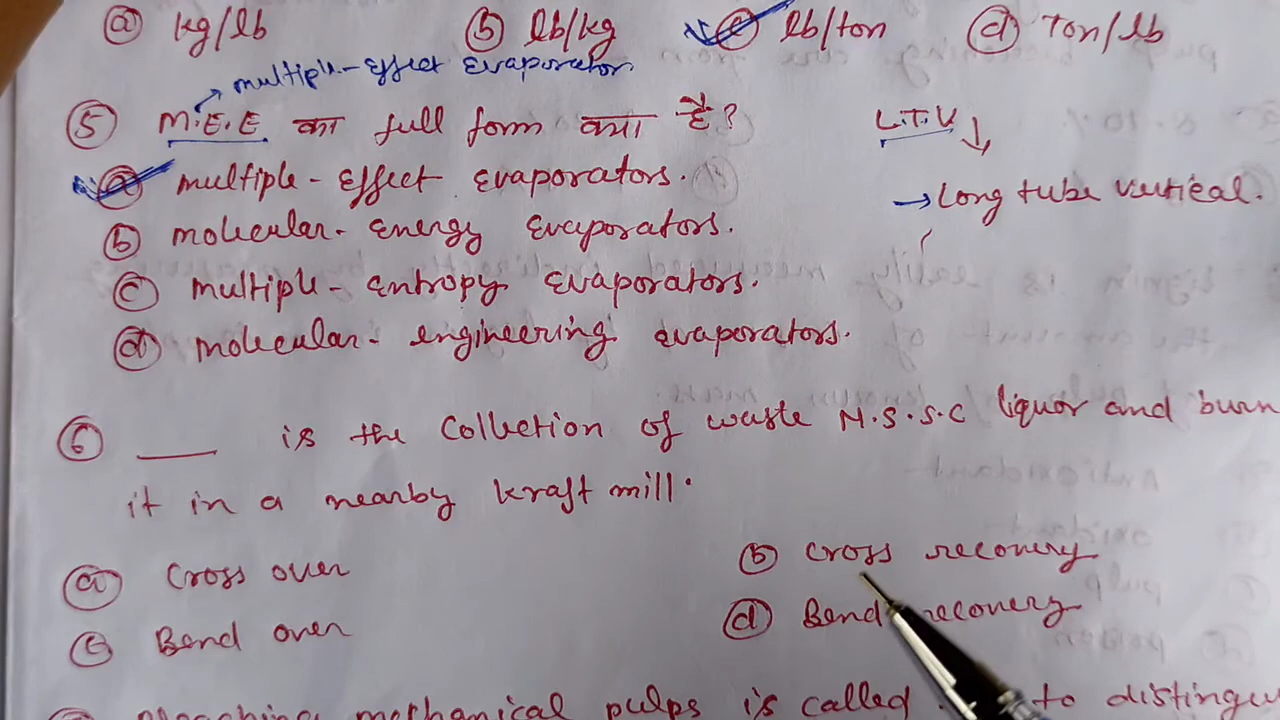 ⓐ kg/lb ⓑ lb/kg ⓒ lb/ton ⓓ Ton/lb
multiple-Effect Evaporator.
⑤ M.E.E का full form क्या है?
ⓐ multiple-Effect Evaporators.
ⓑ molecular-Energy Evaporators.
ⓒ multiple-entropy Evaporators.
ⓓ molecular-engineering evaporators.
L.T.V
→ Long tube vertical.
⑥ ____ is the Collection of waste N.S.S.C liquor and burn
it in a nearby kraft mill.
ⓐ Cross over ⓑ Cross recovery
ⓒ Bend over ⓓ Bend recovery
mechanical pulps is called to distingu